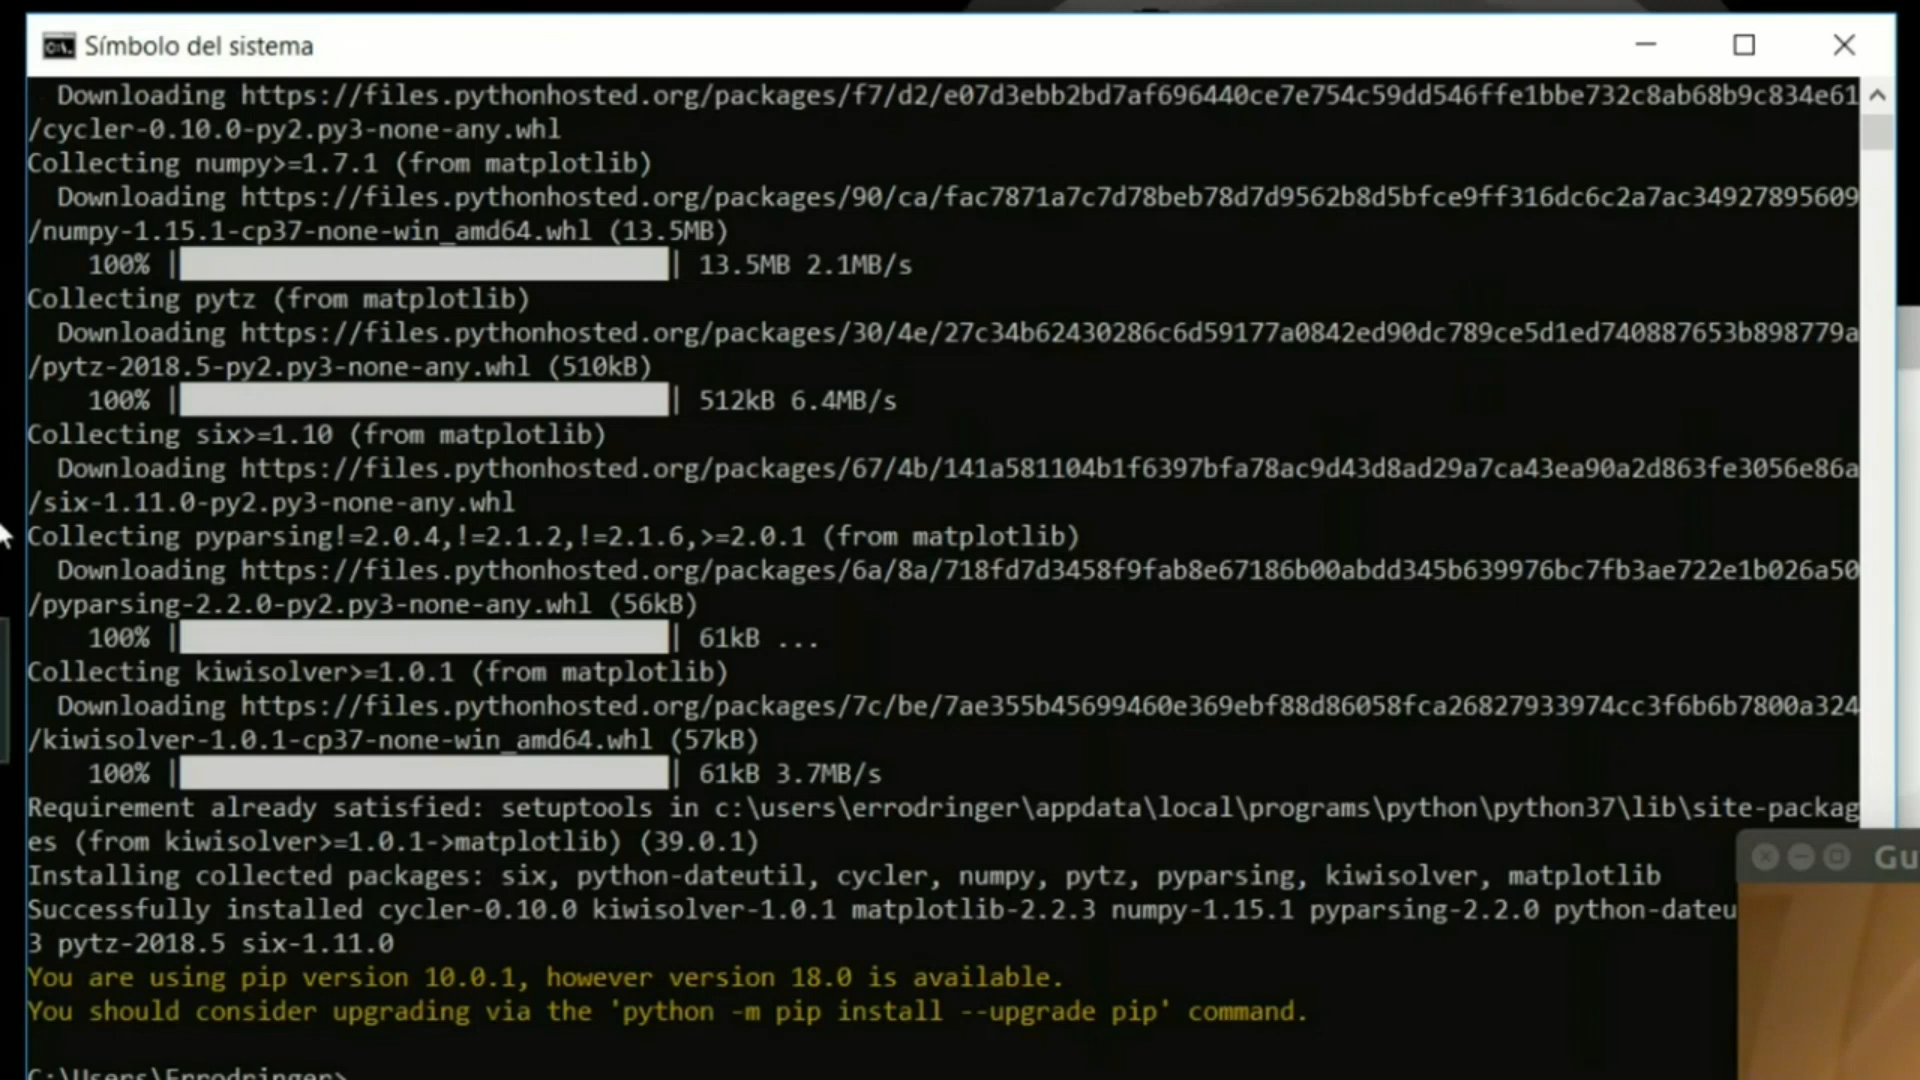 Símbolo del sistema
Downloading https://files.pythonhosted.org/packages/f7/d2/e07d3ebb2bd7af696440ce7e754c59dd546ffe1bbe732c8ab68b9c834e61
/cycler-0.10.0-py2.py3-none-any.whl
Collecting numpy>=1.7.1 (from matplotlib)
Downloading https://files.pythonhosted.org/packages/90/ca/fac7871a7c7d78beb78d7d9562b8d5bfce9ff316dc6c2a7ac34927895609
/numpy-1.15.1-cp37-none-win_amd64.whl (13.5MB)
100% | | 13.5MB 2.1MB/s
Collecting pytz (from matplotlib)
Downloading https://files.pythonhosted.org/packages/30/4e/27c34b62430286c6d59177a0842ed90dc789ce5d1ed740887653b898779a
/pytz-2018.5-py2.py3-none-any.whl (510kB)
100% | | 512kB 6.4MB/s
Collecting six>=1.10 (from matplotlib)
Downloading https://files.pythonhosted.org/packages/67/4b/141a581104b1f6397bfa78ac9d43d8ad29a7ca43ea90a2d863fe3056e86a
/six-1.11.0-py2.py3-none-any.whl
Collecting pyparsing!=2.0.4,!=2.1.2,!=2.1.6,>=2.0.1 (from matplotlib)
Downloading https://files.pythonhosted.org/packages/6a/8a/718fd7d3458f9fab8e67186b00abdd345b639976bc7fb3ae722e1b026a50
/pyparsing-2.2.0-py2.py3-none-any.whl (56kB)
100% | | 61kB ...
Collecting kiwisolver>=1.0.1 (from matplotlib)
Downloading https://files.pythonhosted.org/packages/7c/be/7ae355b45699460e369ebf88d86058fca26827933974cc3f6b6b7800a324
/kiwisolver-1.0.1-cp37-none-win_amd64.whl (57kB)
100% | | 61kB 3.7MB/s
Requirement already satisfied: setuptools in c:\users\errodringer\appdata\local\programs\python\python37\lib\site-packag
es (from kiwisolver>=1.0.1->matplotlib) (39.0.1)
Installing collected packages: six, python-dateutil, cycler, numpy, pytz, pyparsing, kiwisolver, matplotlib
Successfully installed cycler-0.10.0 kiwisolver-1.0.1 matplotlib-2.2.3 numpy-1.15.1 pyparsing-2.2.0 python-dateu
3 pytz-2018.5 six-1.11.0
You are using pip version 10.0.1, however version 18.0 is available.
You should consider upgrading via the 'python -m pip install --upgrade pip' command.
C:\Users\Errodringer>
Gu